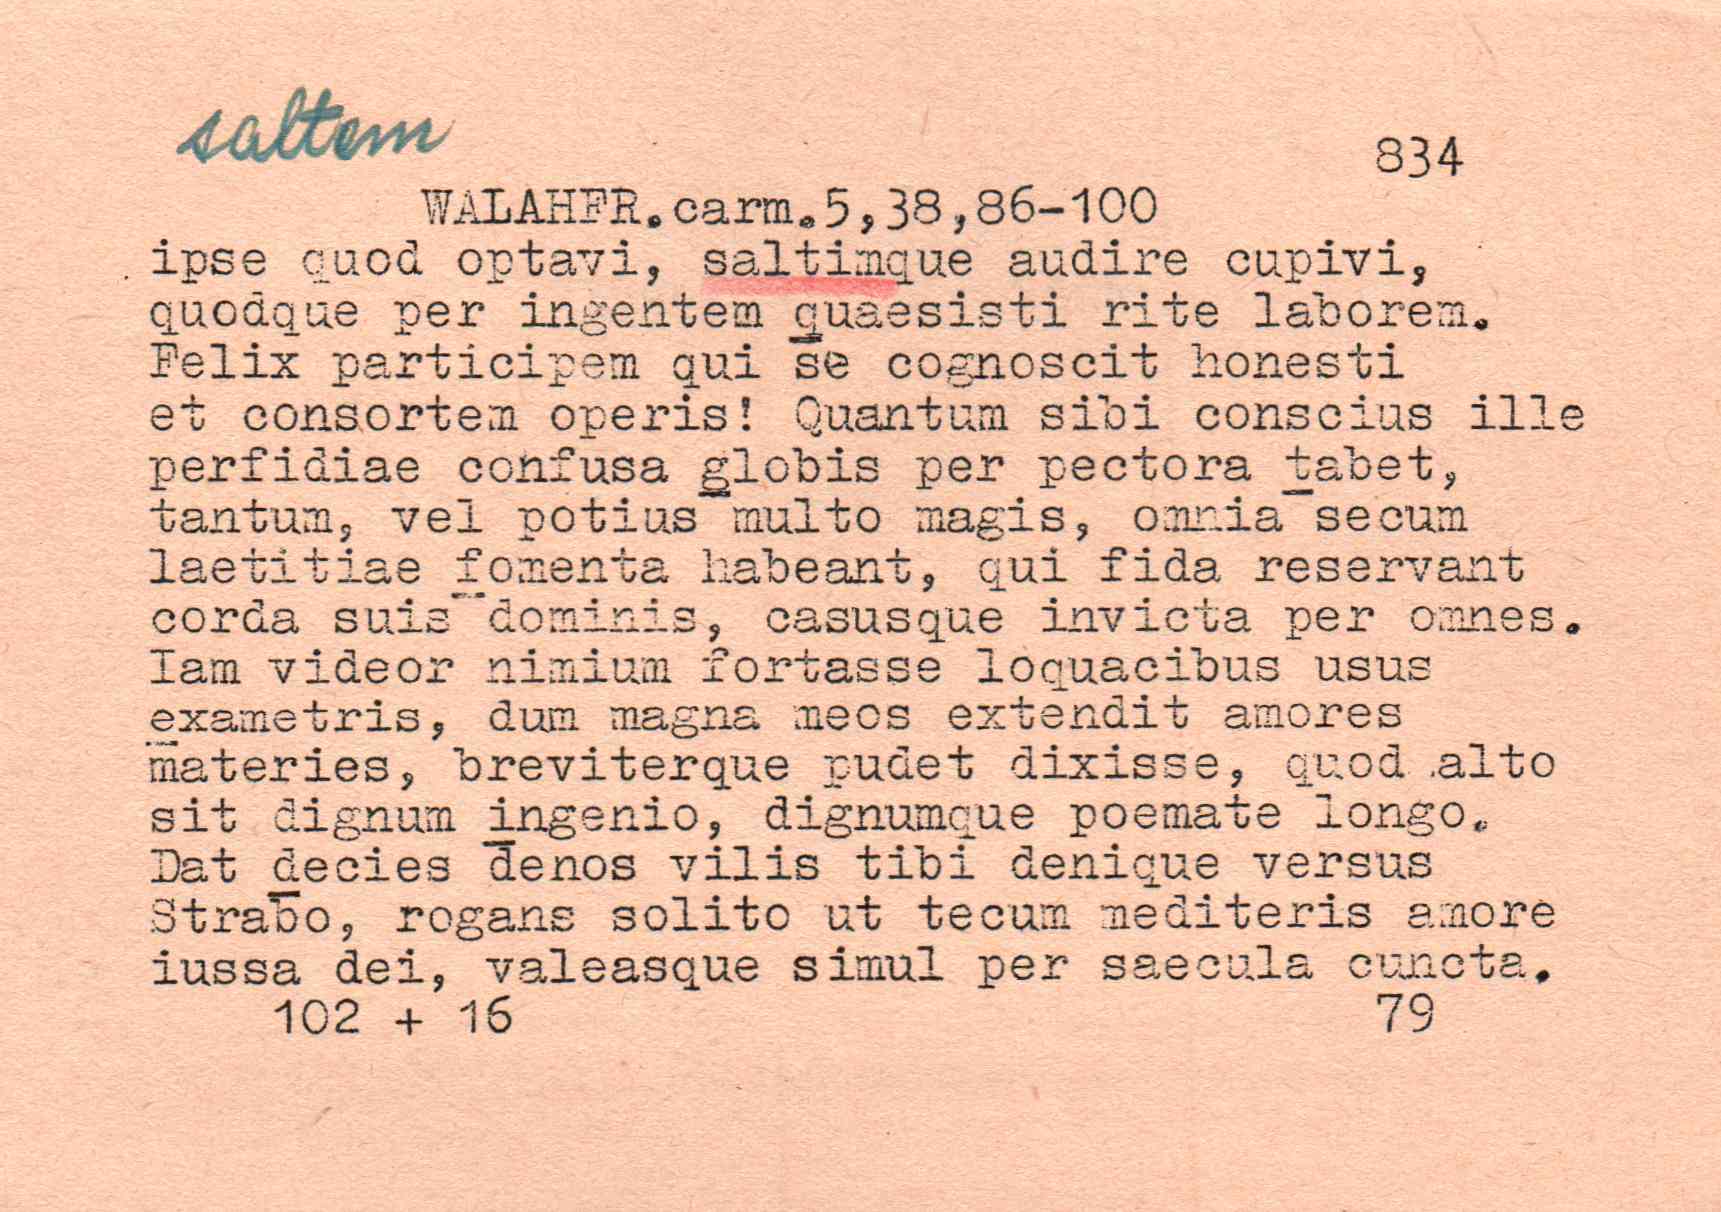 saltem
834
WALAHFR.carm.5,38,86-100
ipse quod optavi, saltimque audire cupivi,
quodque per ingentem quaesisti rite laborem.
Felix participem qui se cognoscit honesti
et consortem operis! Quantum sibi conscius ille
perfidiae confusa globis per pectora tabet,
tantum, vel potius multo magis, omnia secum
laetitiae fomenta habeant, qui fida reservant
corda suis dominis, casusque invicta per omnes.
Iam videor nimium fortasse loquacibus usus
exametris, dum magna meos extendit amores
materies, breviterque pudet dixisse, quod alto
sit dignum ingenio, dignumque poemate longo.
Dat decies denos vilis tibi denique versus
Strabo, rogans solito ut tecum mediteris amore
iussa dei, valeasque simul per saecula cuncta.
102 + 16 79